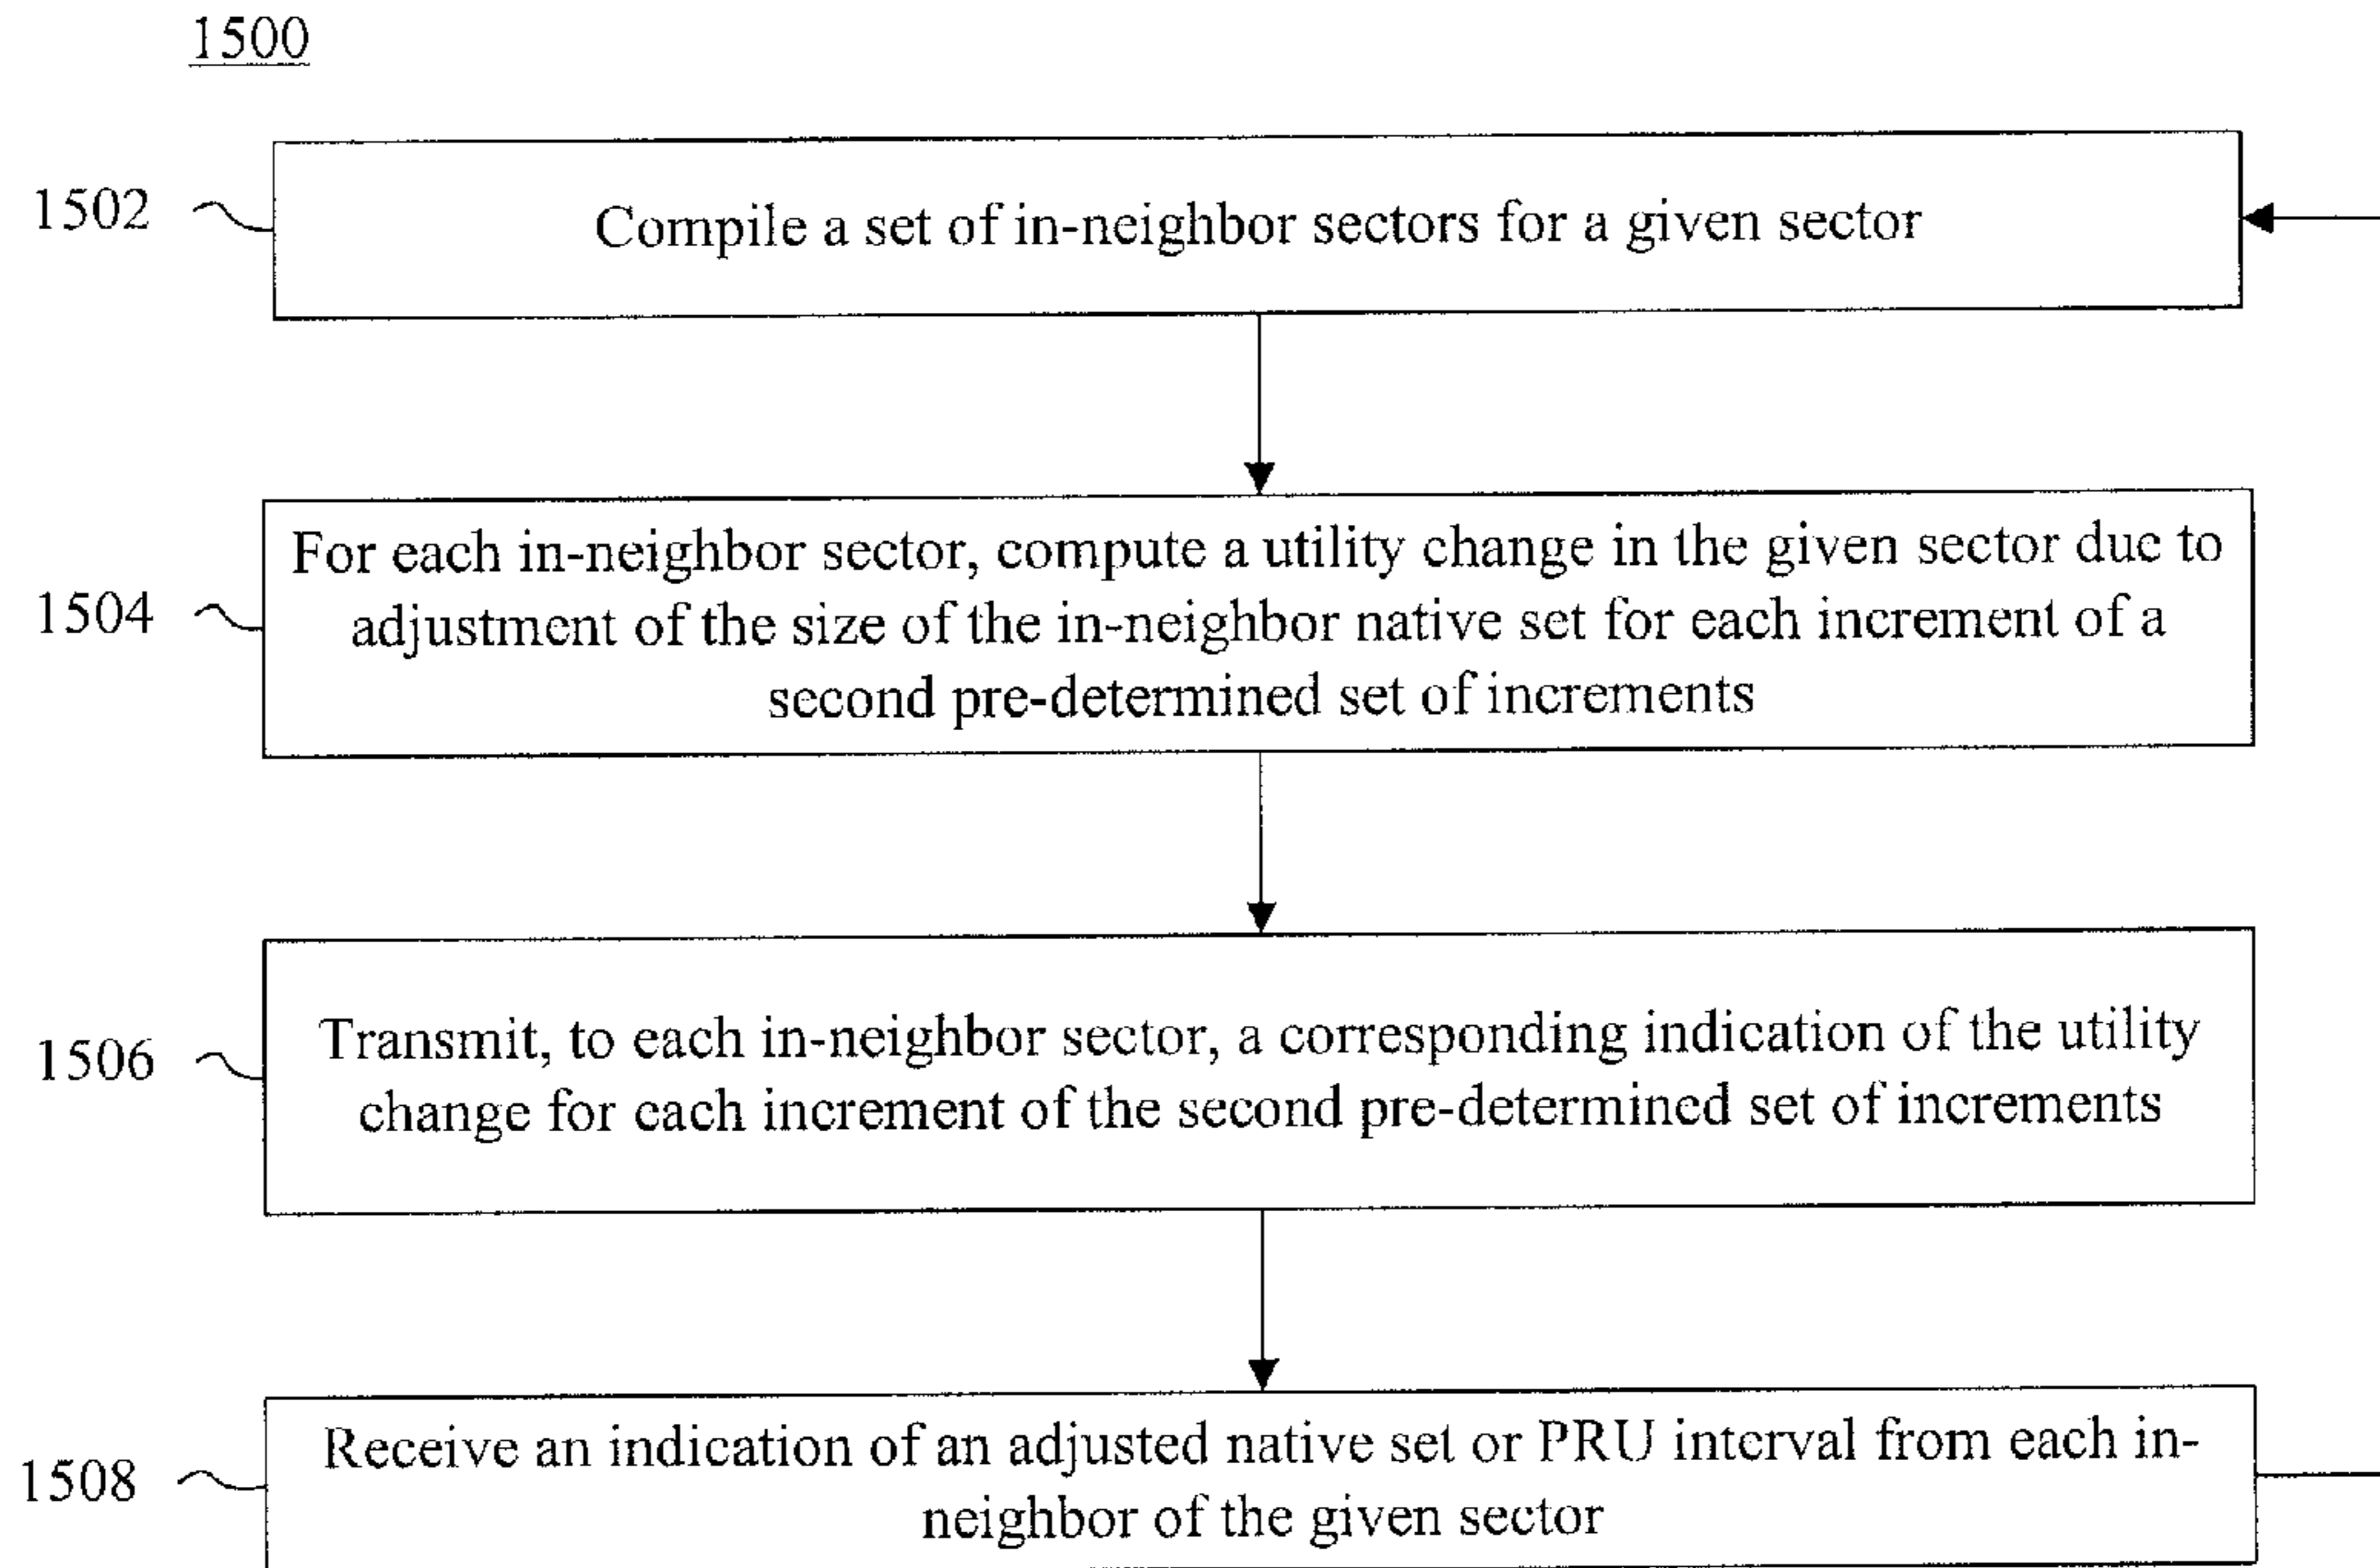 1500
1502
Compile a set of in-neighbor sectors for a given sector
1504
For each in-neighbor sector, compute a utility change in the given sector due to
adjustment of the size of the in-neighbor native set for each increment of a
second pre-determined set of increments
1506
Transmit, to each in-neighbor sector, a corresponding indication of the utility
change for each increment of the second pre-determined set of increments
1508
Receive an indication of an adjusted native set or PRU interval from each in-
neighbor of the given sector